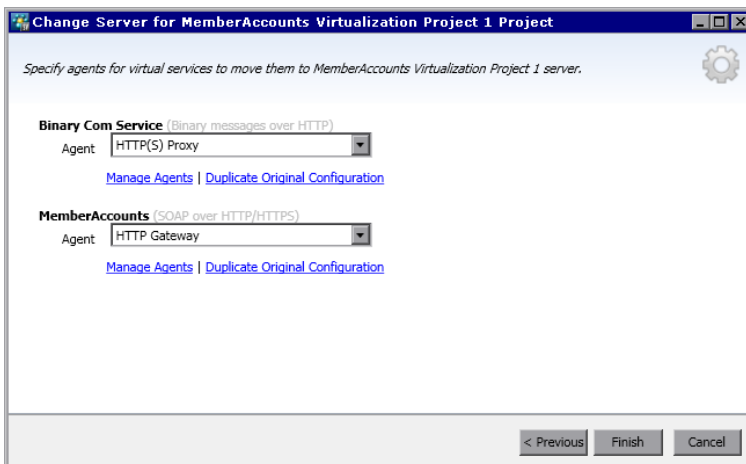 Change Server for MemberAccounts Virtualization Project 1 Project
Specify agents for virtual services to move them to MemberAccounts Virtualization Project 1 server.
Binary Com Service (Binary messages over HTTP)
Agent HTTP(S) Proxy
Manage Agents | Duplicate Original Configuration
MemberAccounts (SOAP over HTTP/HTTPS)
Agent HTTP Gateway
Manage Agents | Duplicate Original Configuration
< Previous Finish Cancel